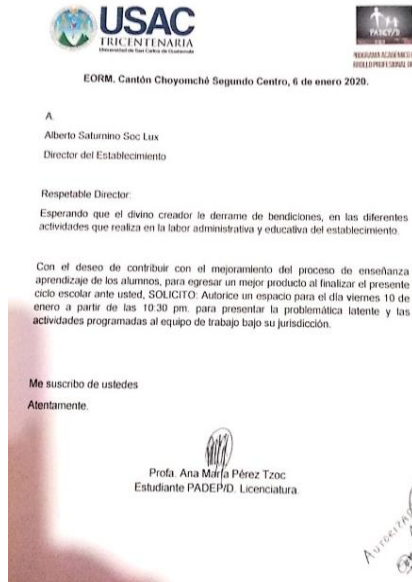 USAC
TRICENTENARIA
Universidad de San Carlos de Guatemala
PADEP/D
EORM. Cantón Choyomché Segundo Centro, 6 de enero 2020.
A.
Alberto Saturnino Soc Lux
Director del Establecimiento
Respetable Director:
Esperando que el divino creador le derrame de bendiciones, en las diferentes
actividades que realiza en la labor administrativa y educativa del establecimiento.
Con el deseo de contribuir con el mejoramiento del proceso de enseñanza
aprendizaje de los alumnos, para egresar un mejor producto al finalizar el presente
ciclo escolar ante usted, SOLICITO: Autorice un espacio para el día viernes 10 de
enero a partir de las 10:30 pm. para presentar la problemática latente y las
actividades programadas al equipo de trabajo bajo su jurisdicción.
Me suscribo de ustedes
Atentamente.
Profa. Ana María Pérez Tzoc
Estudiante PADEP/D. Licenciatura.